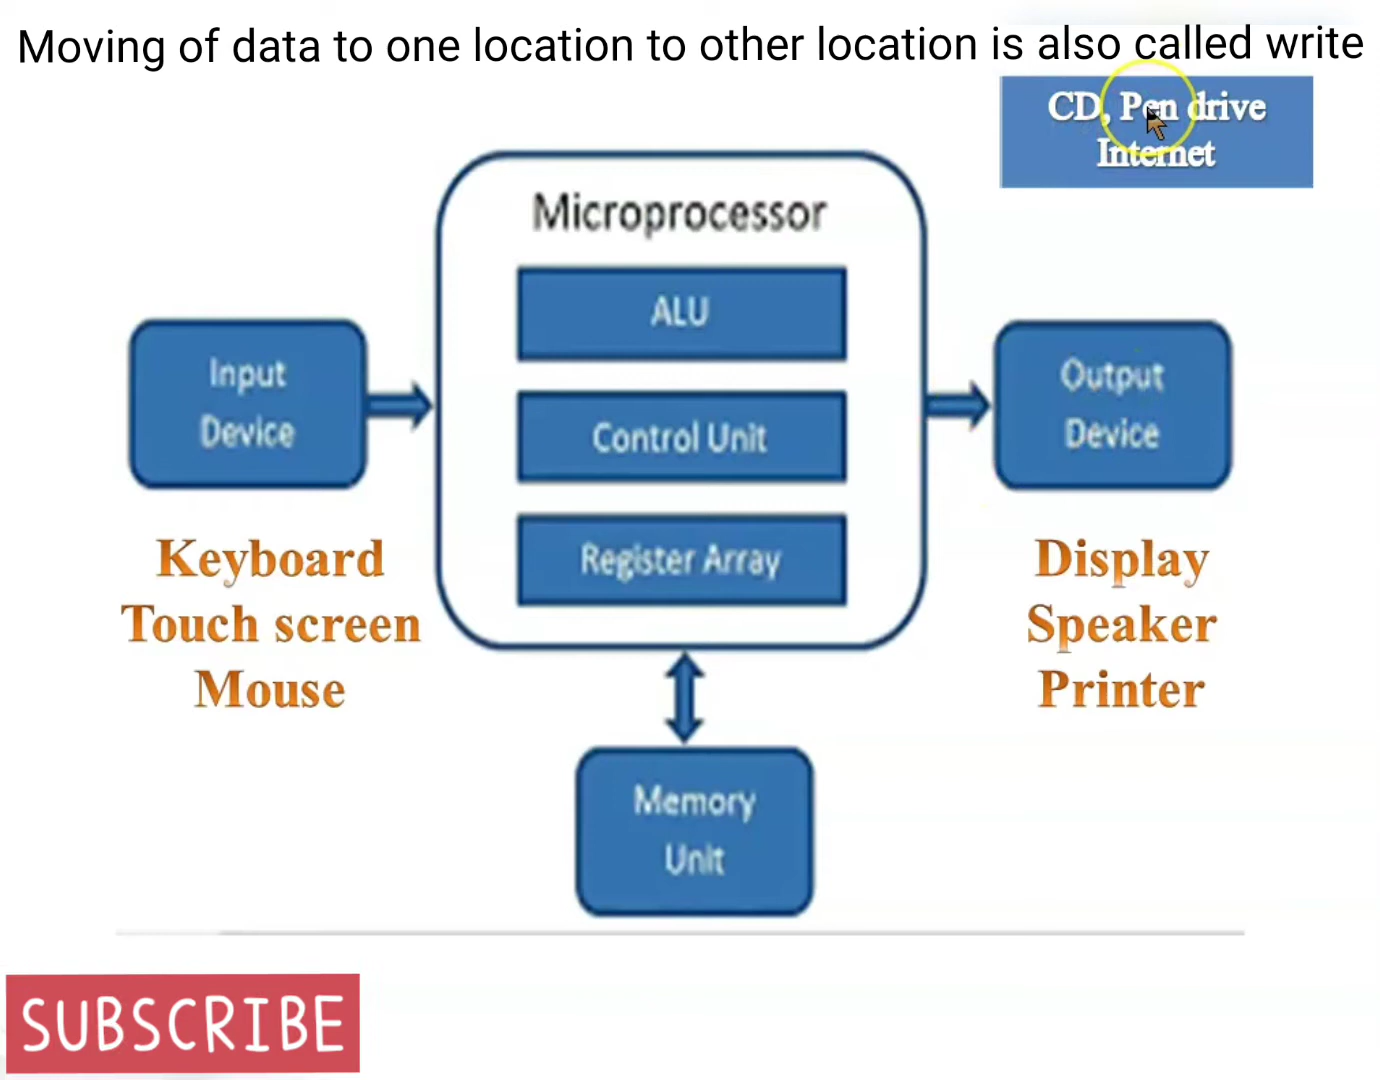 Moving of data to one location to other location is also called write
CD, Pen drive
Internet
Microprocessor
ALU
Control Unit
Register Array
Input
Device
Keyboard
Touch screen
Mouse
Output
Device
Display
Speaker
Printer
Memory
Unit
SUBSCRIBE